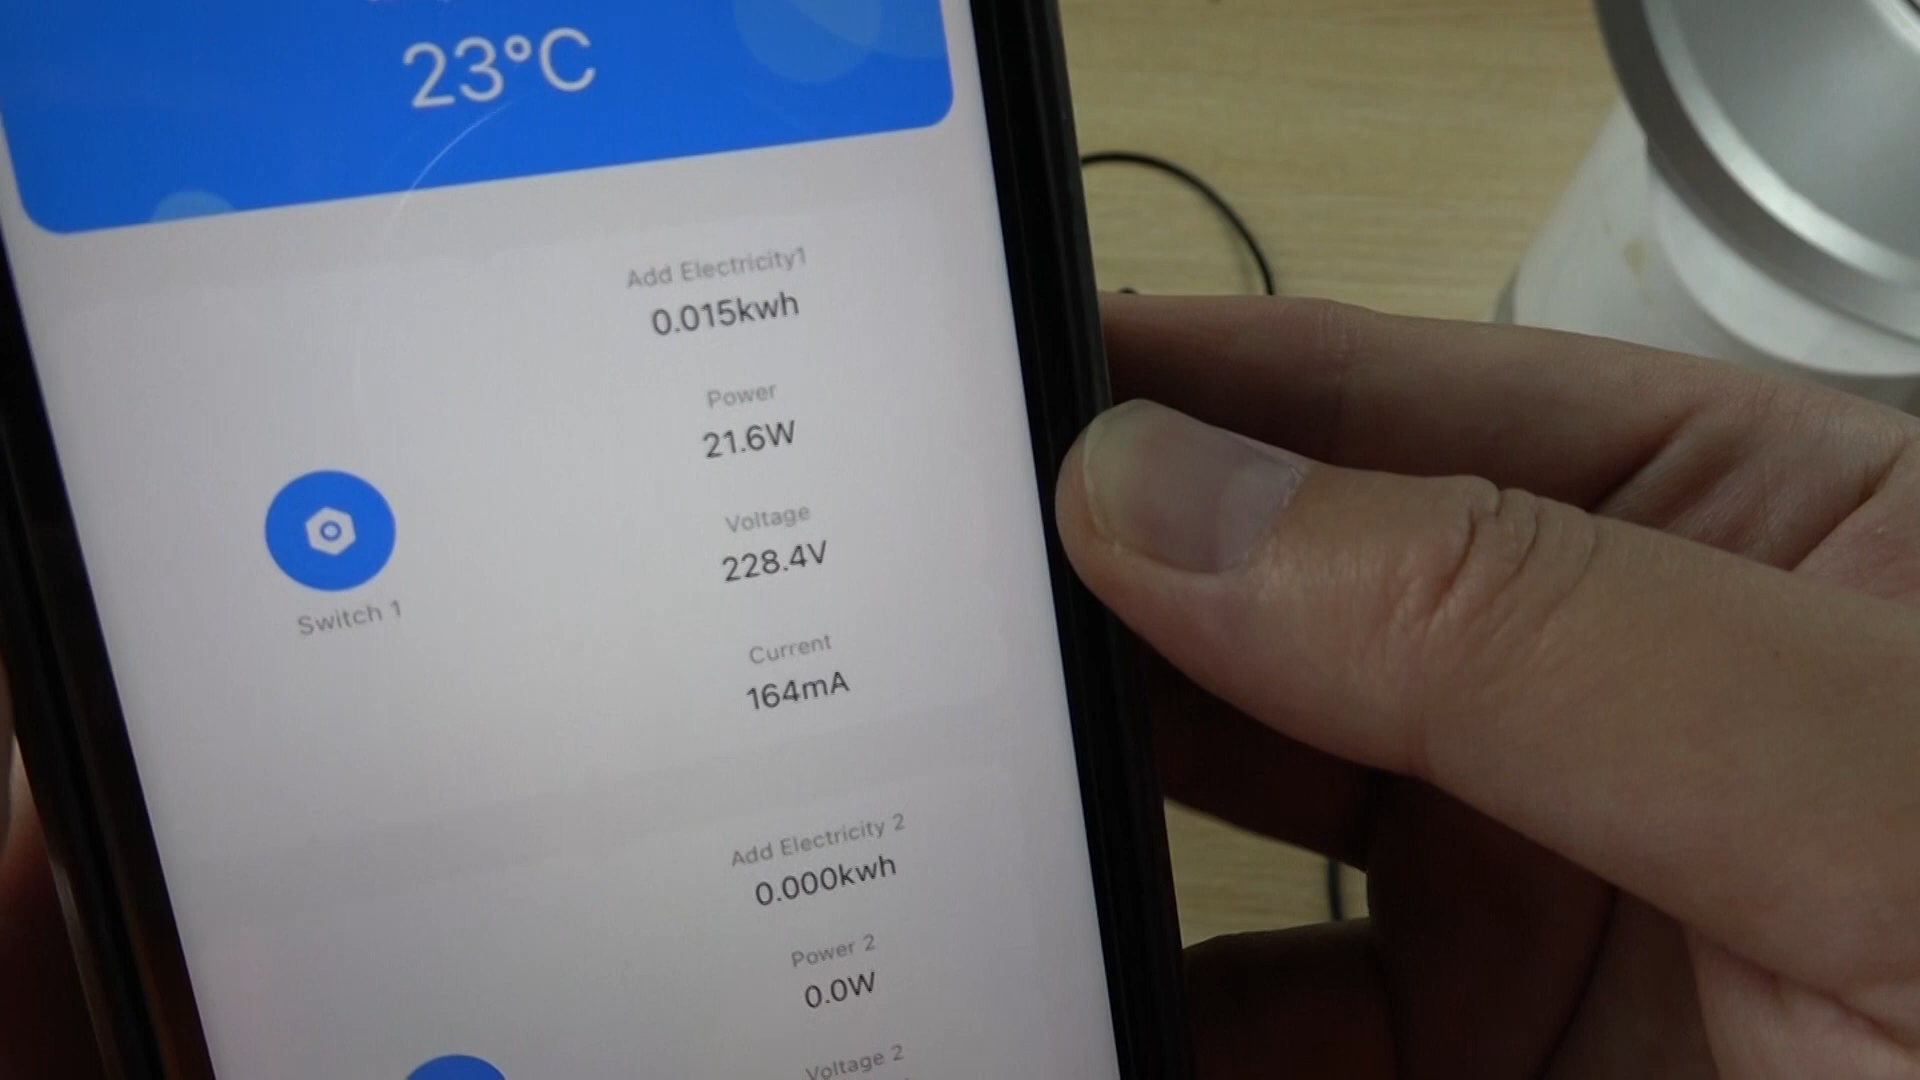 23°C
Add Electricity1
0.015kwh
Power
21.6W
Voltage
228.4V
Current
164mA
Switch 1
Add Electricity 2
0.000kwh
Power 2
0.0W
Voltage 2